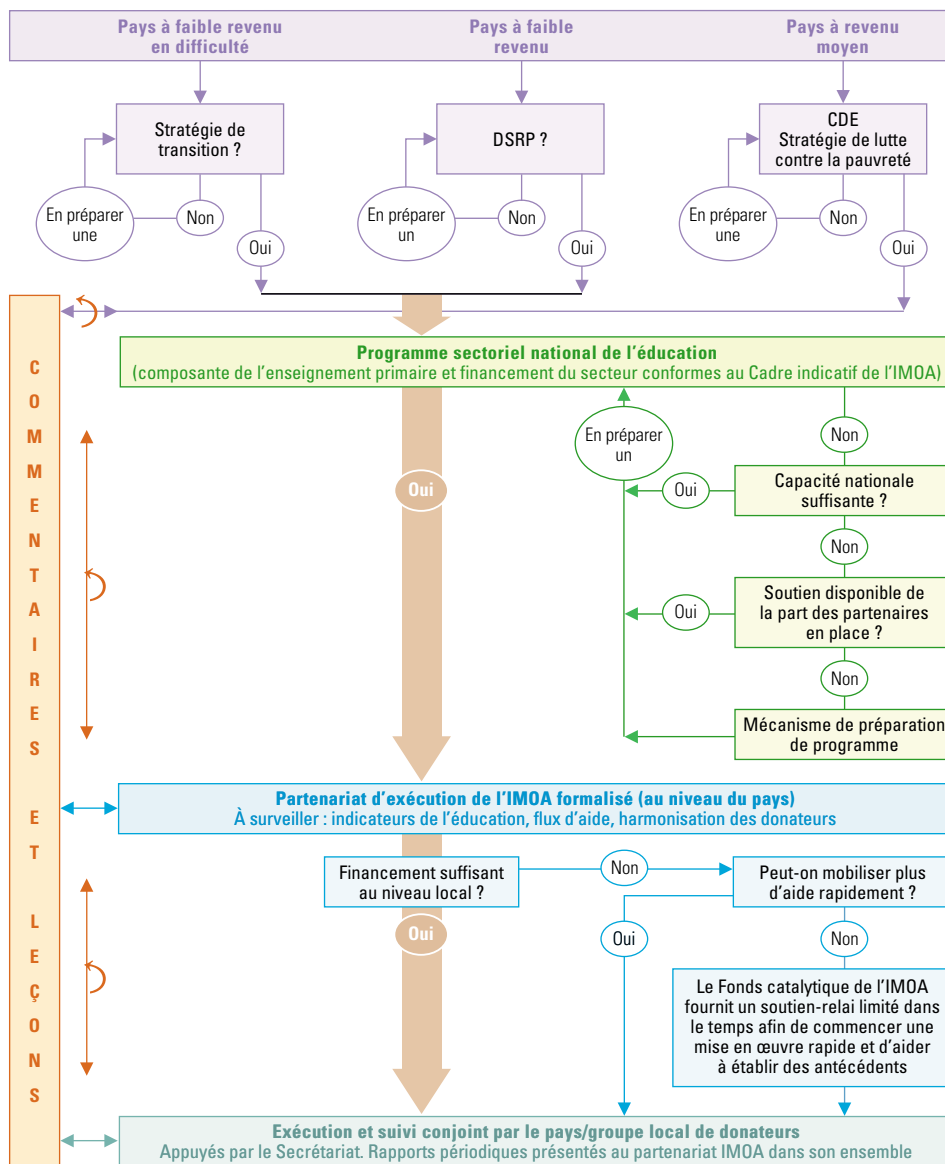 Pays à faible revenu
en difficulté
Pays à faible
revenu
Pays à revenu
moyen
Stratégie de
transition ?
DSRP ?
CDE
Stratégie de lutte
contre la pauvreté
En préparer
une
Non
Oui
En préparer
un
Non
Oui
En préparer
une
Non
Oui
COMMENTAIRES ET LEÇONS
Programme sectoriel national de l’éducation
(composante de l’enseignement primaire et financement du secteur conformes au Cadre indicatif de l’IMOA)
En préparer
un
Non
Oui
Oui
Capacité nationale
suffisante ?
Non
Oui
Soutien disponible de
la part des partenaires
en place ?
Non
Mécanisme de préparation
de programme
Partenariat d’exécution de l’IMOA formalisé (au niveau du pays)
À surveiller : indicateurs de l’éducation, flux d’aide, harmonisation des donateurs
Financement suffisant
au niveau local ?
Non
Peut-on mobiliser plus
d’aide rapidement ?
Oui
Oui
Non
Le Fonds catalytique de l’IMOA
fournit un soutien-relai limité dans
le temps afin de commencer une
mise en œuvre rapide et d’aider
à établir des antécédents
Exécution et suivi conjoint par le pays/groupe local de donateurs
Appuyés par le Secrétariat. Rapports périodiques présentés au partenariat IMOA dans son ensemble